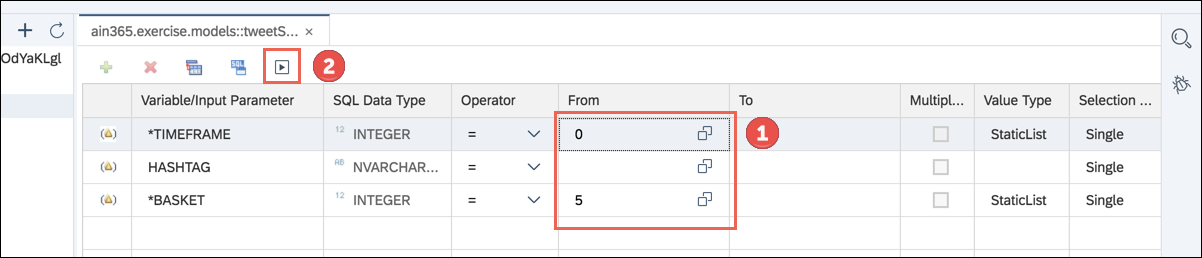 OdYaKLgl
ain365.exercise.models::tweetS... ×
SQL
2
Variable/Input Parameter SQL Data Type Operator From To Multipl... Value Type Selection ...
*TIMEFRAME 12 INTEGER = 0 StaticList Single
1
HASHTAG AB NVARCHAR... = Single
*BASKET 12 INTEGER = 5 StaticList Single